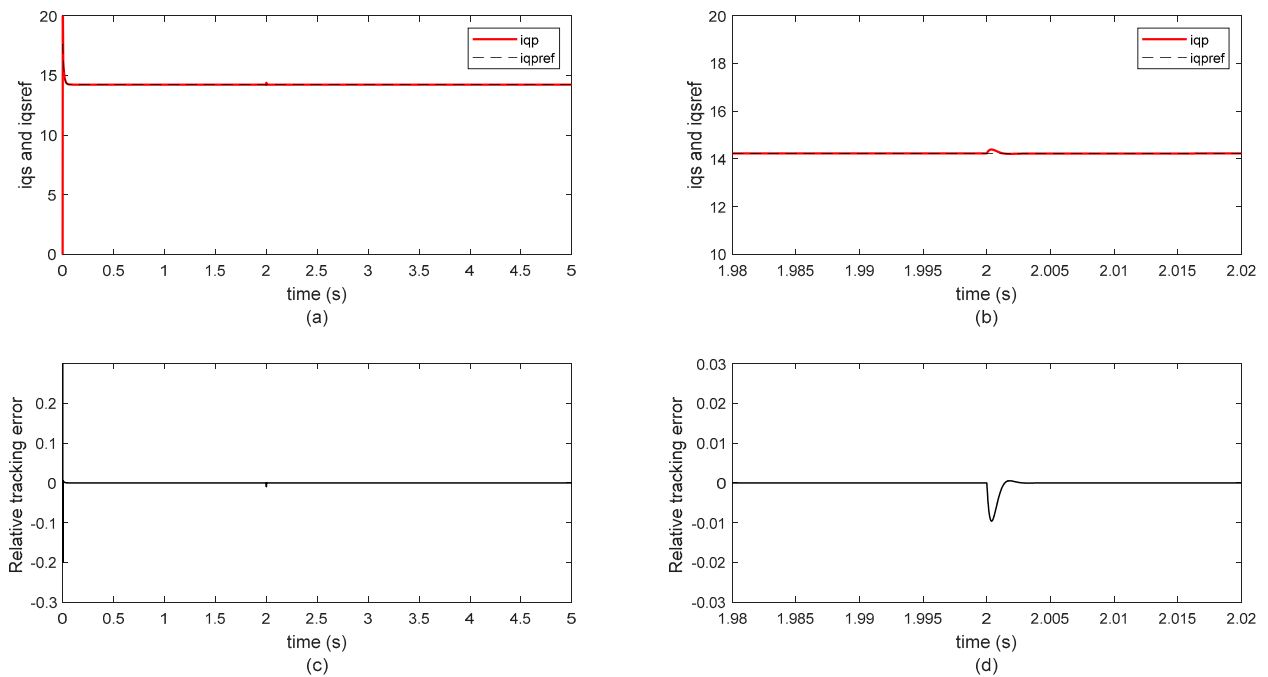 20
15
10
5
0
iqs and iqsref
iqp
iqpref
0 0.5 1 1.5 2 2.5 3 3.5 4 4.5 5
time (s)
(a)
20
18
16
14
12
10
iqs and iqsref
iqp
iqpref
1.98 1.985 1.99 1.995 2 2.005 2.01 2.015 2.02
time (s)
(b)
0.2
0.1
0
-0.1
-0.2
-0.3
Relative tracking error
0 0.5 1 1.5 2 2.5 3 3.5 4 4.5 5
time (s)
(c)
0.03
0.02
0.01
0
-0.01
-0.02
-0.03
Relative tracking error
1.98 1.985 1.99 1.995 2 2.005 2.01 2.015 2.02
time (s)
(d)